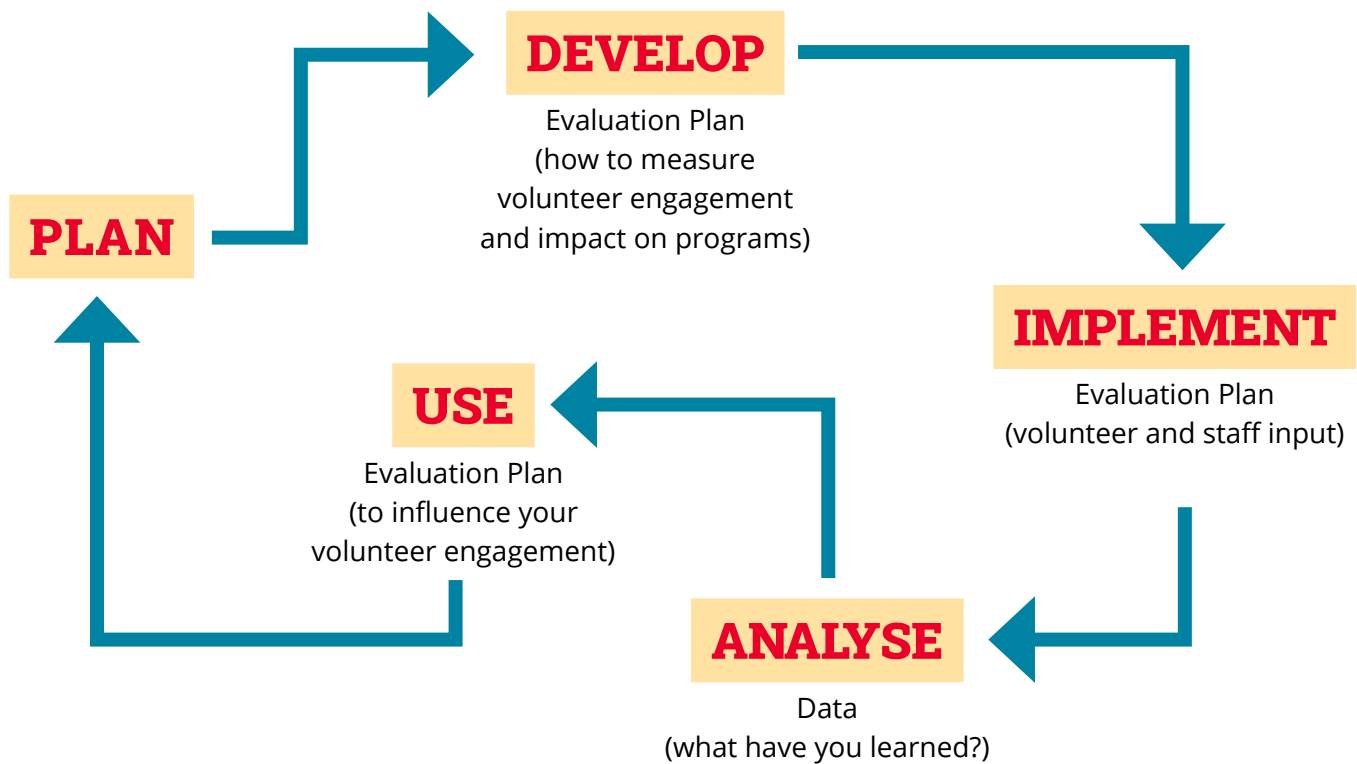 PLAN
DEVELOP
Evaluation Plan
(how to measure
volunteer engagement
and impact on programs)
IMPLEMENT
Evaluation Plan
(volunteer and staff input)
ANALYSE
Data
(what have you learned?)
USE
Evaluation Plan
(to influence your
volunteer engagement)